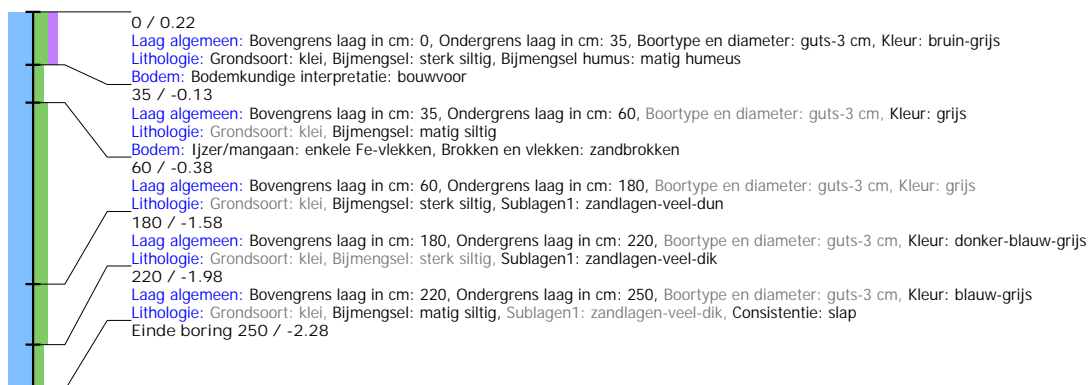 0 / 0.22
Laag algemeen: Bovengrens laag in cm: 0, Ondergrens laag in cm: 35, Boortype en diameter: guts-3 cm, Kleur: bruin-grijs
Lithologie: Grondsoort: klei, Bijmengsel: sterk siltig, Bijmengsel humus: matig humeus
Bodem: Bodemkundige interpretatie: bouwvoor
35 / -0.13
Laag algemeen: Bovengrens laag in cm: 35, Ondergrens laag in cm: 60, Boortype en diameter: guts-3 cm, Kleur: grijs
Lithologie: Grondsoort: klei, Bijmengsel: matig siltig
Bodem: Ijzer/mangaan: enkele Fe-vlekken, Brokken en vlekken: zandbrokken
60 / -0.38
Laag algemeen: Bovengrens laag in cm: 60, Ondergrens laag in cm: 180, Boortype en diameter: guts-3 cm, Kleur: grijs
Lithologie: Grondsoort: klei, Bijmengsel: sterk siltig, Sublagen1: zandlagen-veel-dun
180 / -1.58
Laag algemeen: Bovengrens laag in cm: 180, Ondergrens laag in cm: 220, Boortype en diameter: guts-3 cm, Kleur: donker-blauw-grijs
Lithologie: Grondsoort: klei, Bijmengsel: sterk siltig, Sublagen1: zandlagen-veel-dik
220 / -1.98
Laag algemeen: Bovengrens laag in cm: 220, Ondergrens laag in cm: 250, Boortype en diameter: guts-3 cm, Kleur: blauw-grijs
Lithologie: Grondsoort: klei, Bijmengsel: matig siltig, Sublagen1: zandlagen-veel-dik, Consistentie: slap
Einde boring 250 / -2.28